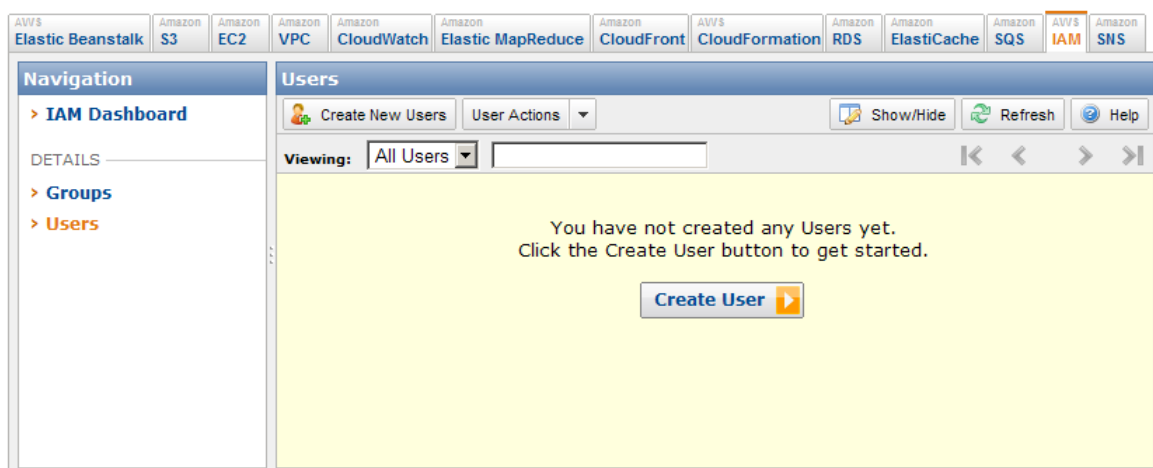 AWS Amazon Amazon Amazon Amazon Amazon Amazon AWS Amazon Amazon Amazon AWS Amazon
Elastic Beanstalk S3 EC2 VPC CloudWatch Elastic MapReduce CloudFront CloudFormation RDS ElastiCache SQS IAM SNS
Navigation
> IAM Dashboard
DETAILS
> Groups
> Users
Users
Create New Users User Actions Show/Hide Refresh Help
Viewing: All Users
You have not created any Users yet.
Click the Create User button to get started.
Create User